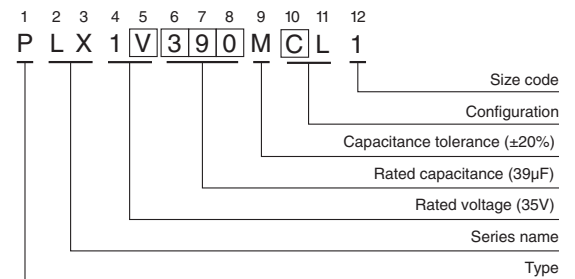 1 2 3 4 5 6 7 8 9 10 11 12
P L X 1 V 3 9 0 M C L 1
Size code
Configuration
Capacitance tolerance (±20%)
Rated capacitance (39µF)
Rated voltage (35V)
Series name
Type